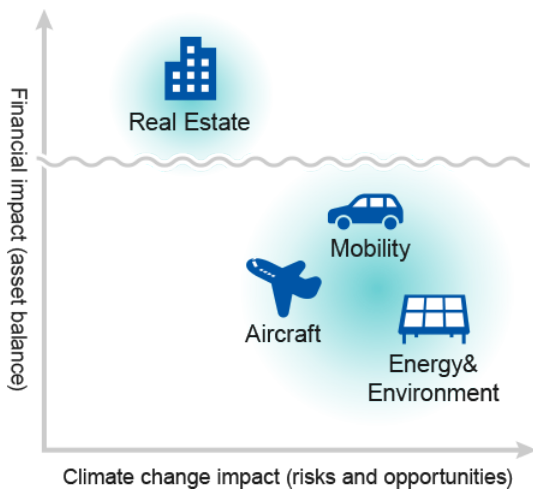 Financial impact (asset balance)
Real Estate
Mobility
Aircraft
Energy&
Environment
Climate change impact (risks and opportunities)